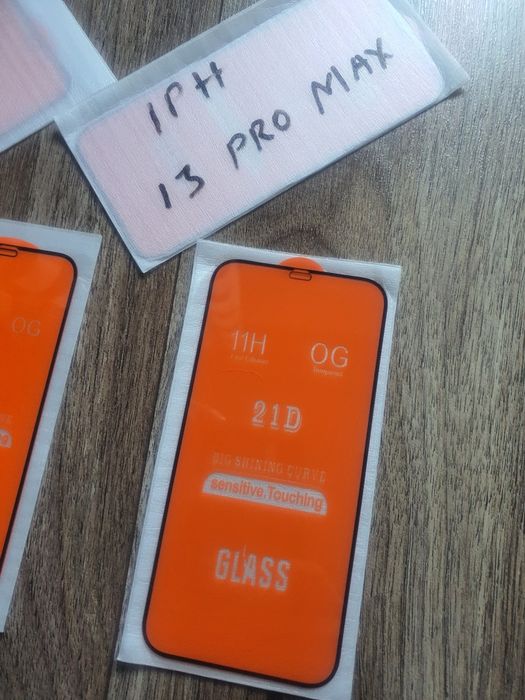 IPH
13 PRO MAX
OG
11H
OG
21D
BIG SHINING CURVE
sensitive.Touching
GLASS